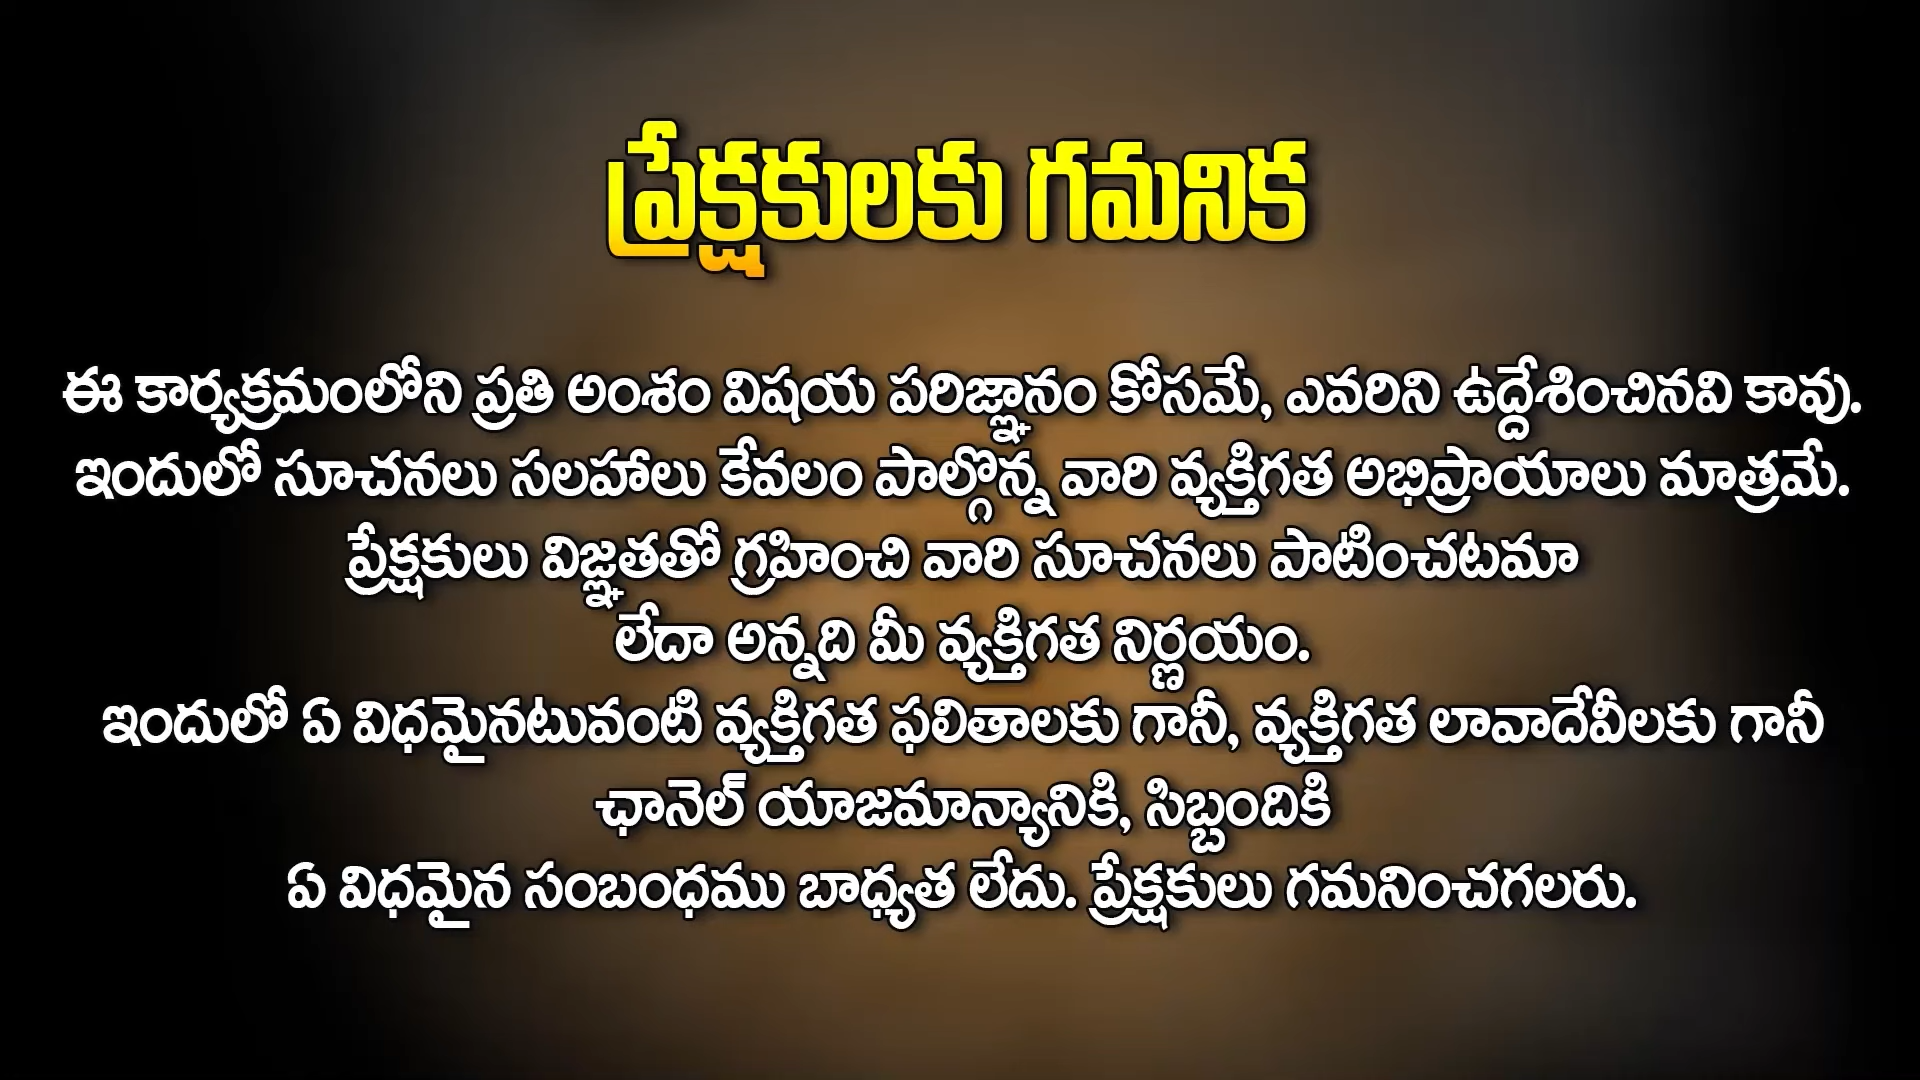 ప్రేక్షకులకు గమనిక
ఈ కార్యక్రమంలోని ప్రతి అంశం విషయ పరిజ్ఞానం కోసమే, ఎవరిని ఉద్దేశించినవి కావు.
ఇందులో సూచనలు సలహాలు కేవలం పాల్గొన్న వారి వ్యక్తిగత అభిప్రాయాలు మాత్రమే.
ప్రేక్షకులు విజ్ఞతతో గ్రహించి వారి సూచనలు పాటించటమా
లేదా అన్నది మీ వ్యక్తిగత నిర్ణయం.
ఇందులో ఏ విధమైనటువంటి వ్యక్తిగత ఫలితాలకు గానీ, వ్యక్తిగత లావాదేవీలకు గానీ
ఛానెల్ యాజమాన్యానికి, సిబ్బందికి
ఏ విధమైన సంబంధము బాధ్యత లేదు. ప్రేక్షకులు గమనించగలరు.